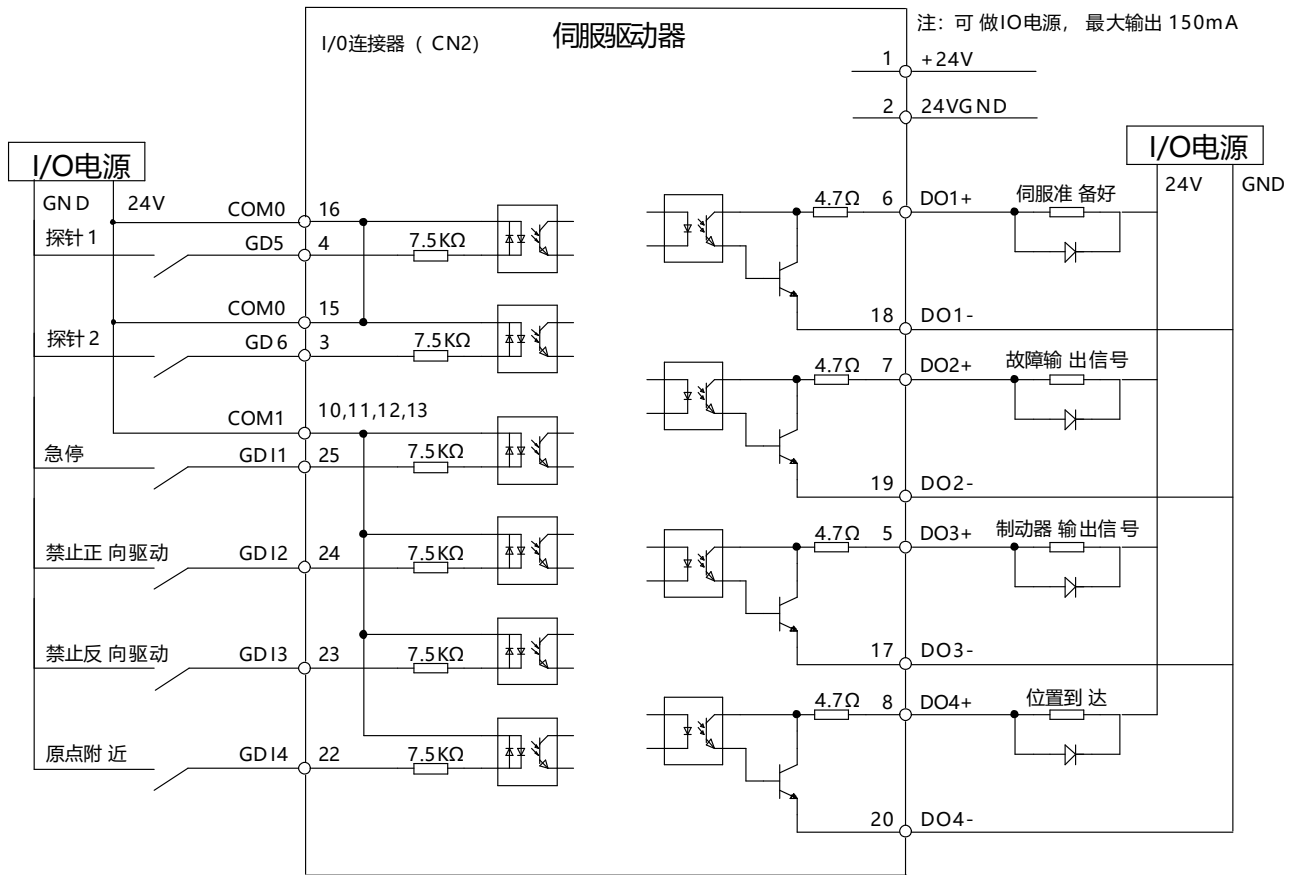 注：可 做IO电源， 最大输出 150mA
I/0连接器（ CN2)
伺服驱动器
1
+24V
2
24VGND
I/O电源
GND
24V
I/O电源
24V
GND
COM0
16
探针 1
GD5
4
7.5KΩ
COM0
15
探针 2
GD6
3
7.5KΩ
COM1
10,11,12,13
急停
GDI1
25
7.5KΩ
禁止正 向驱动
GDI2
24
7.5KΩ
禁止反 向驱动
GDI3
23
7.5KΩ
原点附 近
GDI4
22
7.5KΩ
4.7Ω
6
DO1+
伺服准 备好
18
DO1-
4.7Ω
7
DO2+
故障输 出信号
19
DO2-
4.7Ω
5
DO3+
制动器 输出信 号
17
DO3-
4.7Ω
8
DO4+
位置到 达
20
DO4-